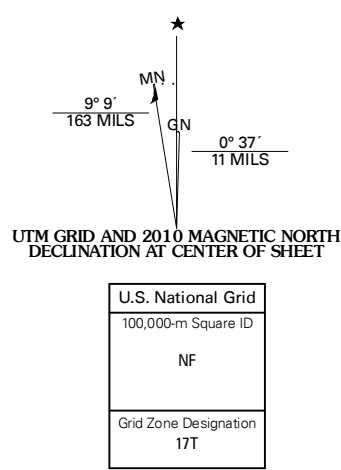 MN
9° 9´
163 MILS
GN
0° 37´
11 MILS
UTM GRID AND 2010 MAGNETIC NORTH
DECLINATION AT CENTER OF SHEET
U.S. National Grid
100,000-m Square ID
NF
Grid Zone Designation
17T